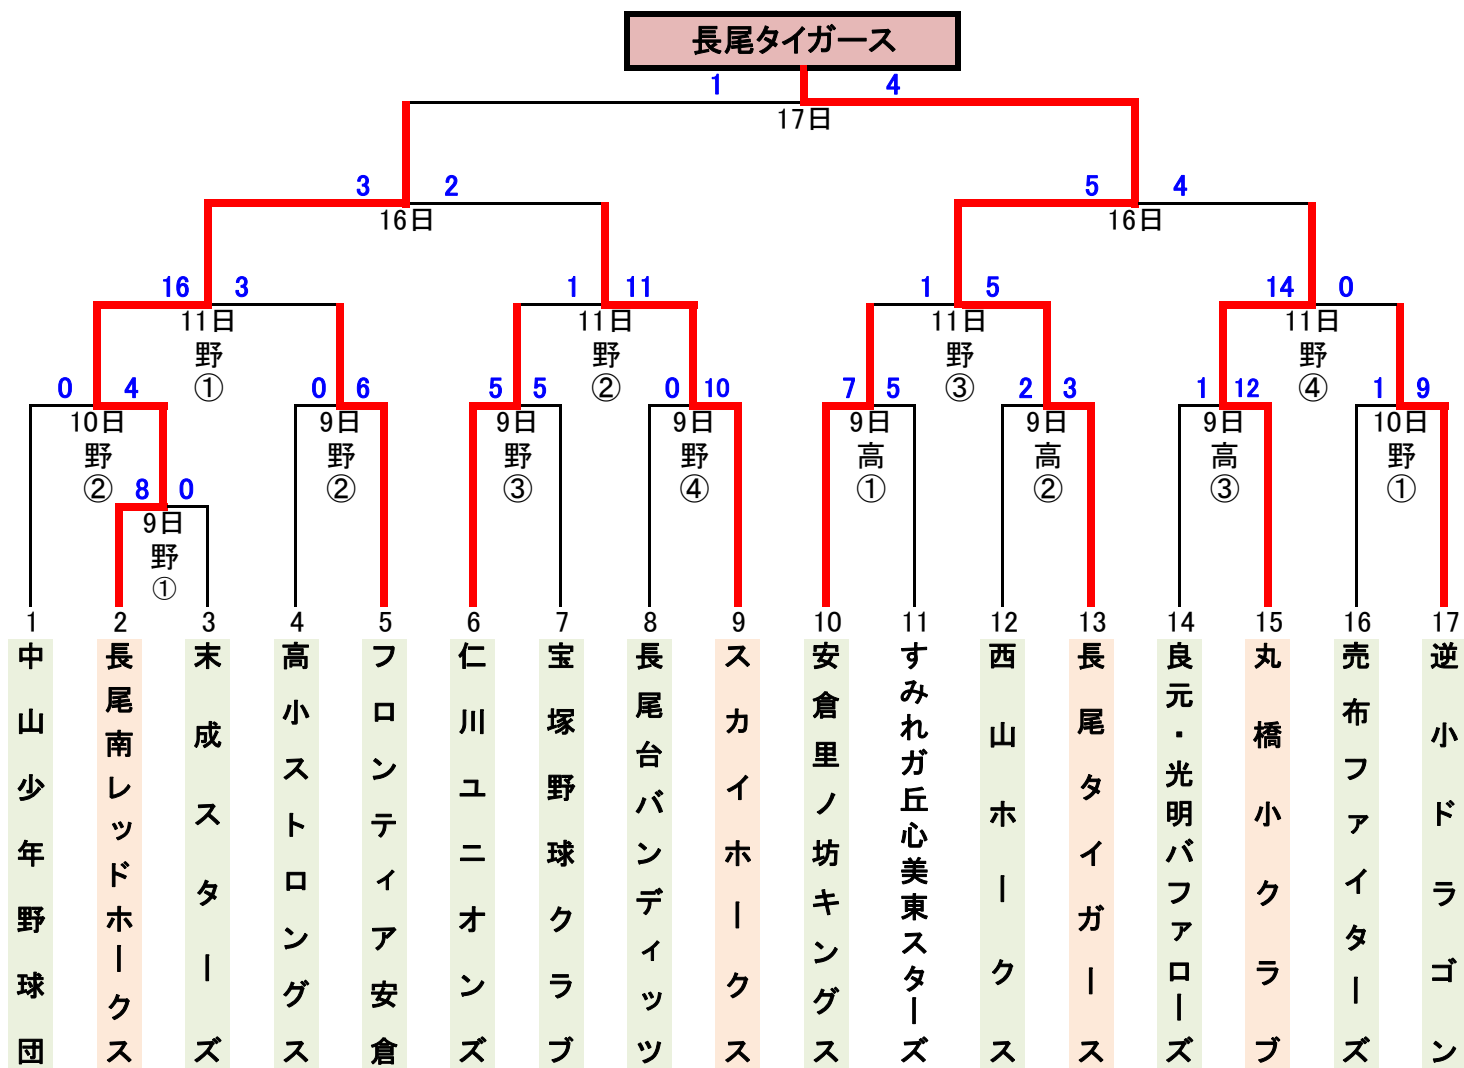 長尾タイガース
1 4
17日
3 2 5 4
16日 16日
16 3 1 11 1 5 14 0
11日 11日 11日 11日
野 野 野 野
① ② ③ ④
0 4 0 6 5 5 0 10 7 5 2 3 1 12 1 9
10日 9日 9日 9日 9日 9日 9日 10日
野 野 野 野 高 高 高 野
② ② ③ ④ ① ② ③ ①
8 0
9日
野
①
1 2 3 4 5 6 7 8 9 10 11 12 13 14 15 16 17
中山少年野球団
長尾南レッドホークス
末成スターズ
高小ストロングス
フロンティア安倉
仁川ユニオンズ
宝塚野球クラブ
長尾台バンディッツ
スカイホークス
安倉里ノ坊キングス
すみれガ丘心美東スターズ
西山ホークス
長尾タイガース
良元・光明バファローズ
丸橋小クラブ
売布ファイターズ
逆小ドラゴン